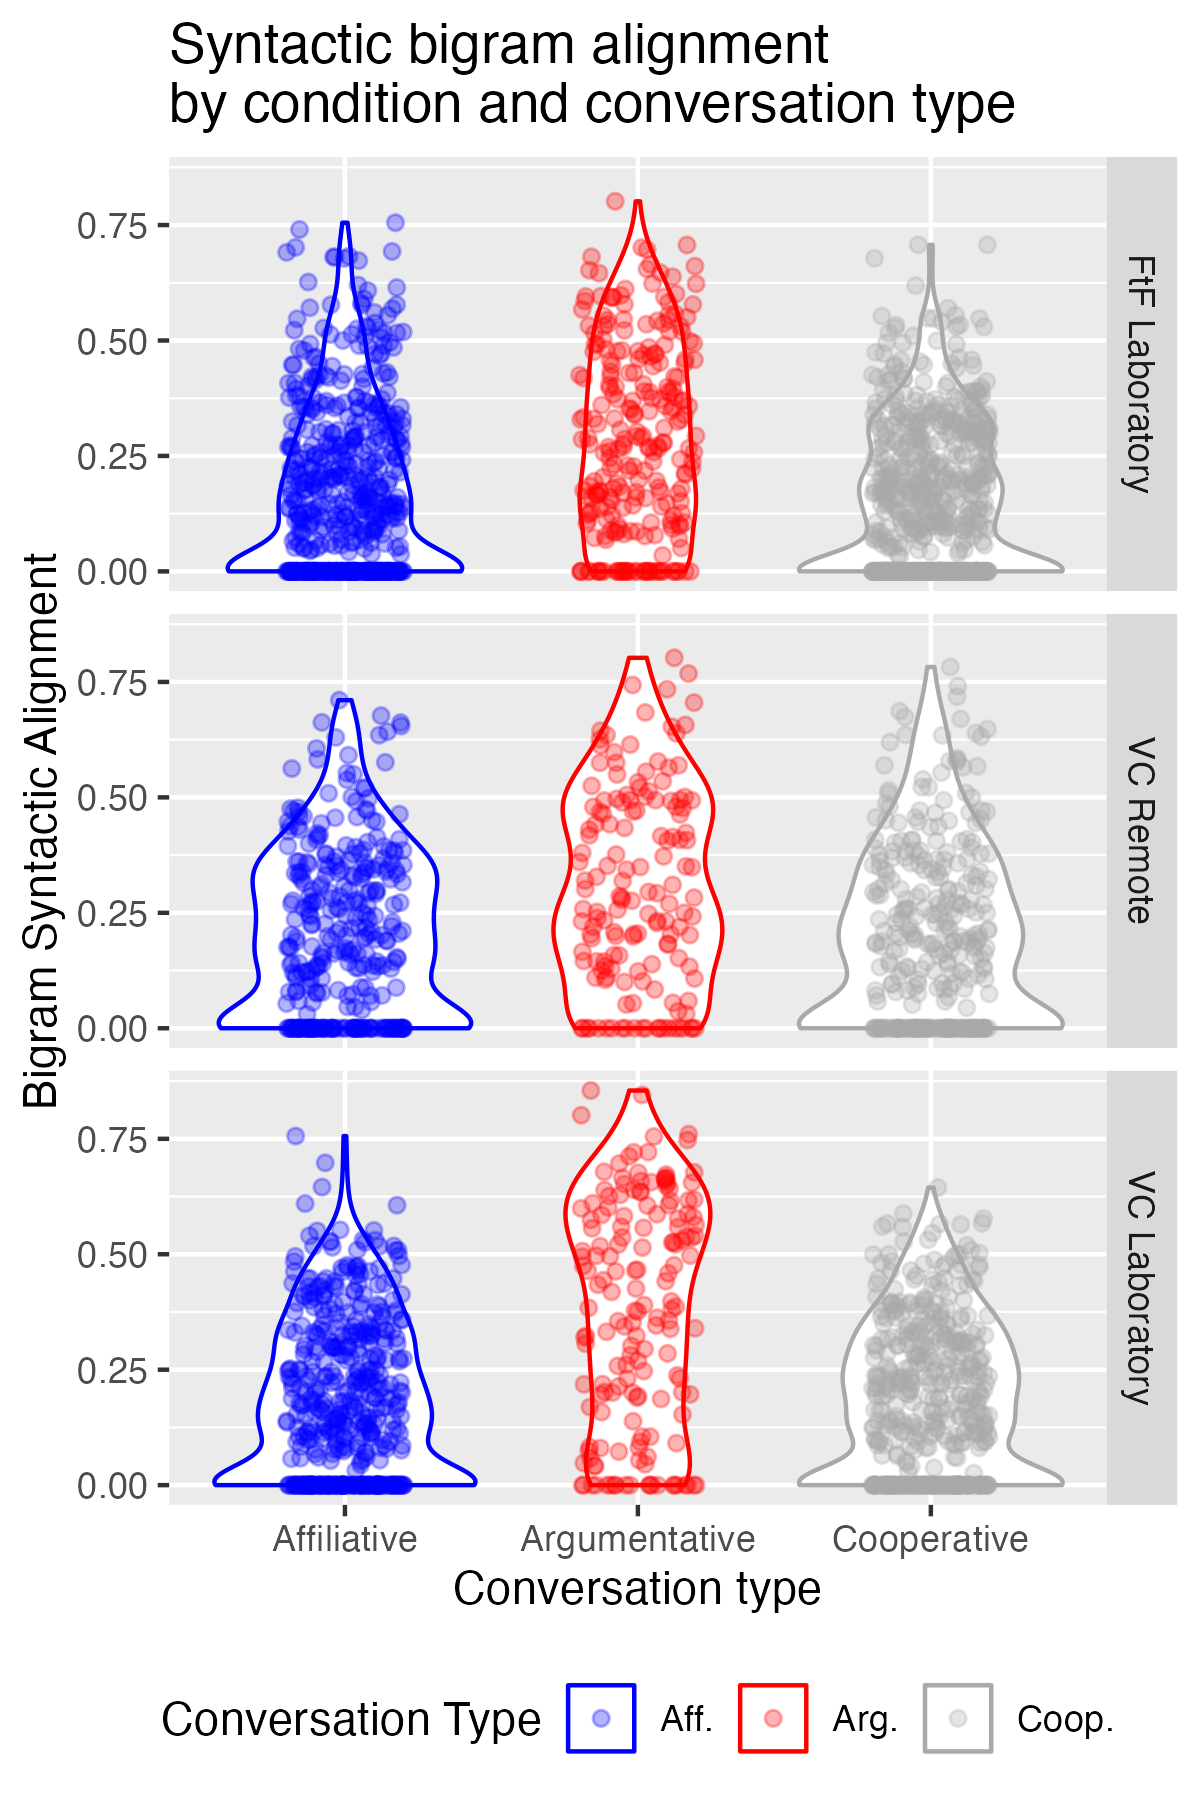 Syntactic bigram alignment
by condition and conversation type
Bigram Syntactic Alignment
0.75
0.50
0.25
0.00
FtF Laboratory
0.75
0.50
0.25
0.00
VC Remote
0.75
0.50
0.25
0.00
VC Laboratory
Affiliative Argumentative Cooperative
Conversation type
Conversation Type Aff. Arg. Coop.